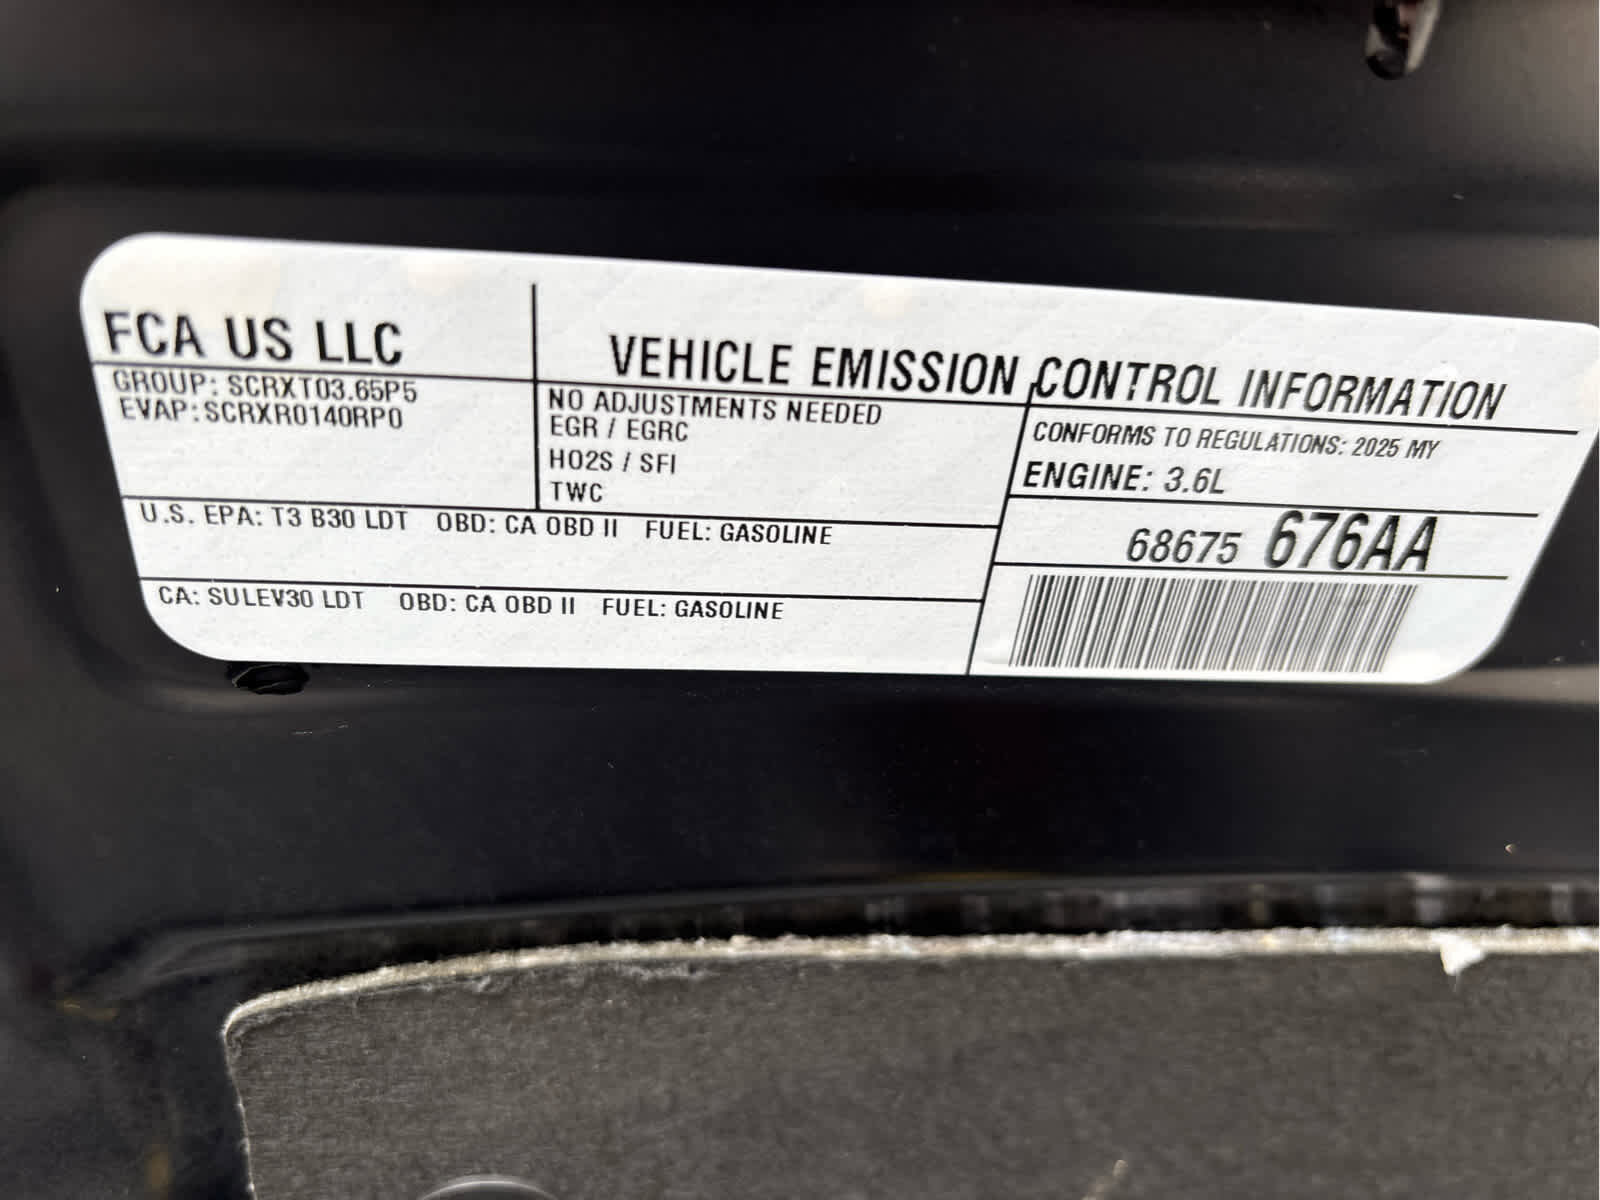 FCA US LLC
VEHICLE EMISSION CONTROL INFORMATION
GROUP: SCRXT03.65P5
EVAP: SCRXR0140RP0
NO ADJUSTMENTS NEEDED
EGR / EGRC
HO2S / SFI
TWC
CONFORMS TO REGULATIONS: 2025 MY
ENGINE: 3.6L
U.S. EPA: T3 B30 LDT OBD: CA OBD II FUEL: GASOLINE
CA: SULEV30 LDT OBD: CA OBD II FUEL: GASOLINE
68675 676AA